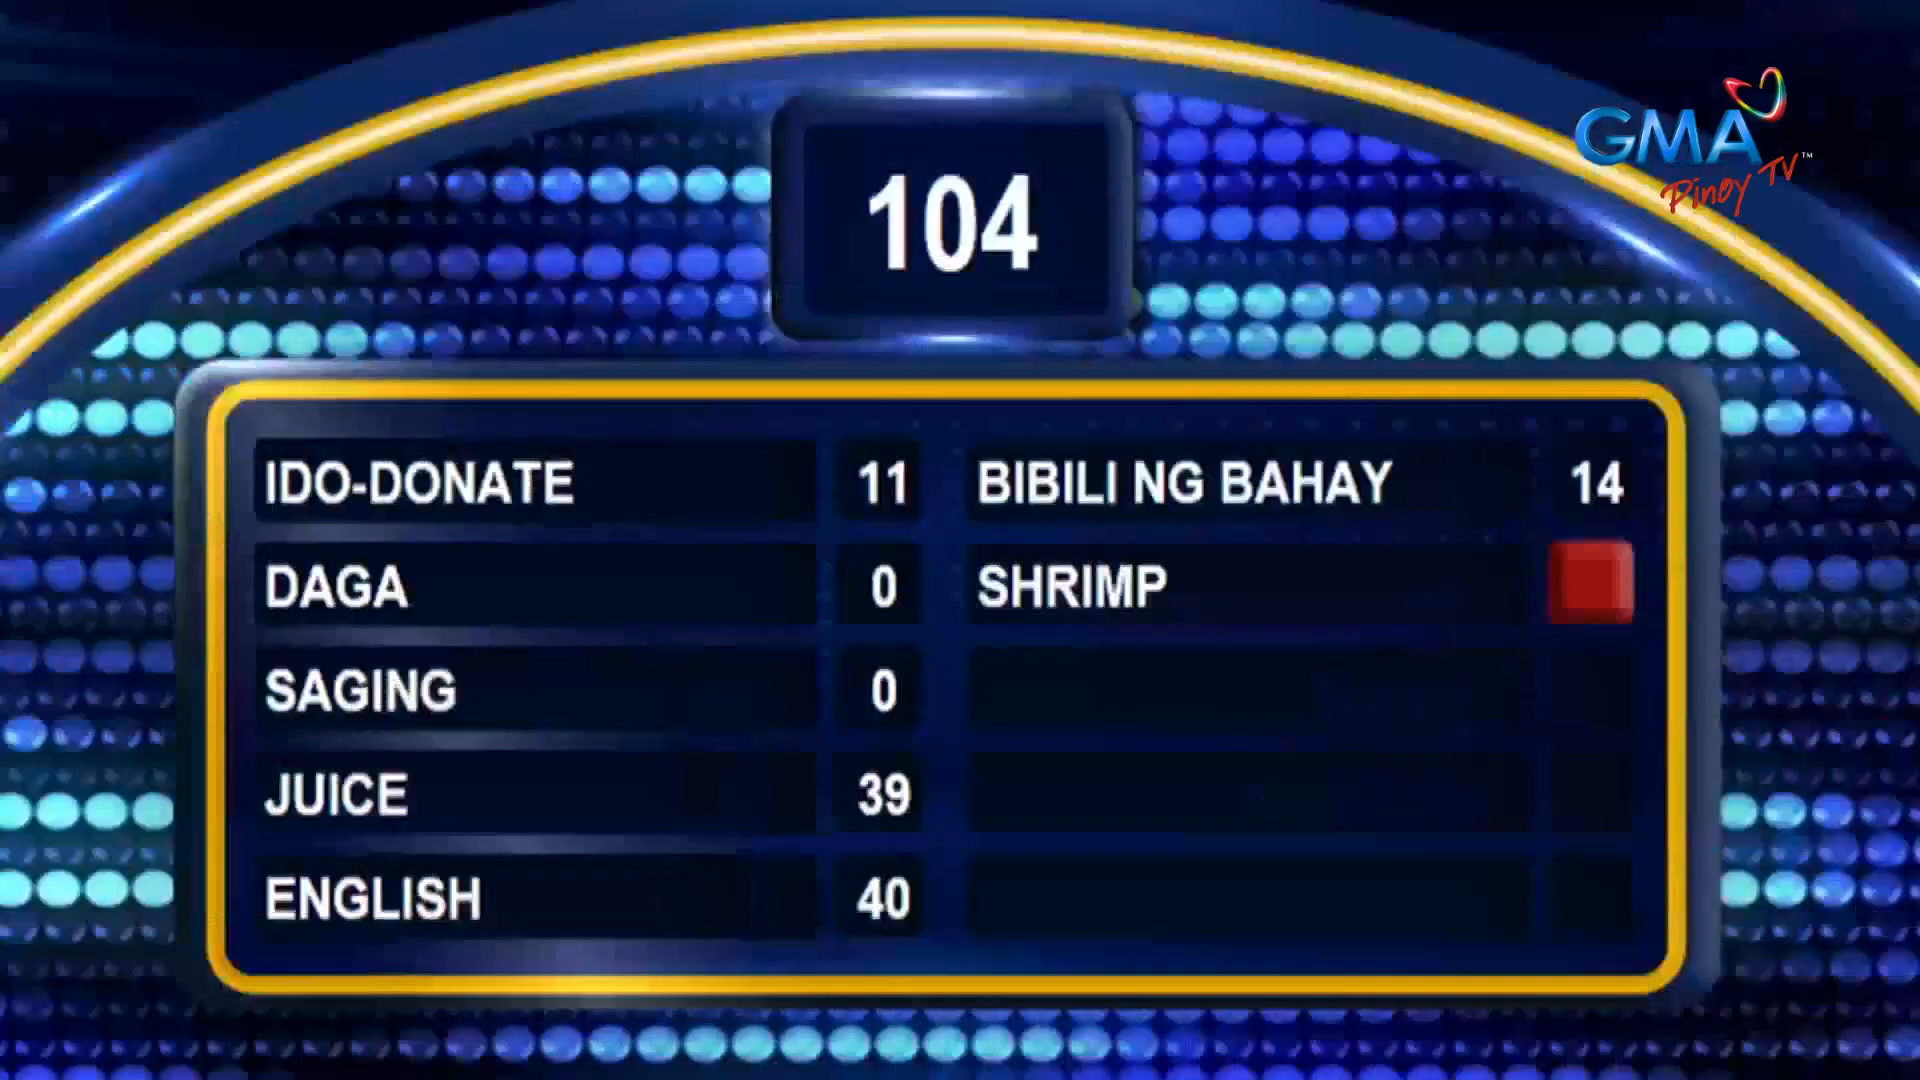 GMA
Pinoy TV™
104
IDO-DONATE 11
DAGA 0
SAGING 0
JUICE 39
ENGLISH 40
BIBILI NG BAHAY 14
SHRIMP